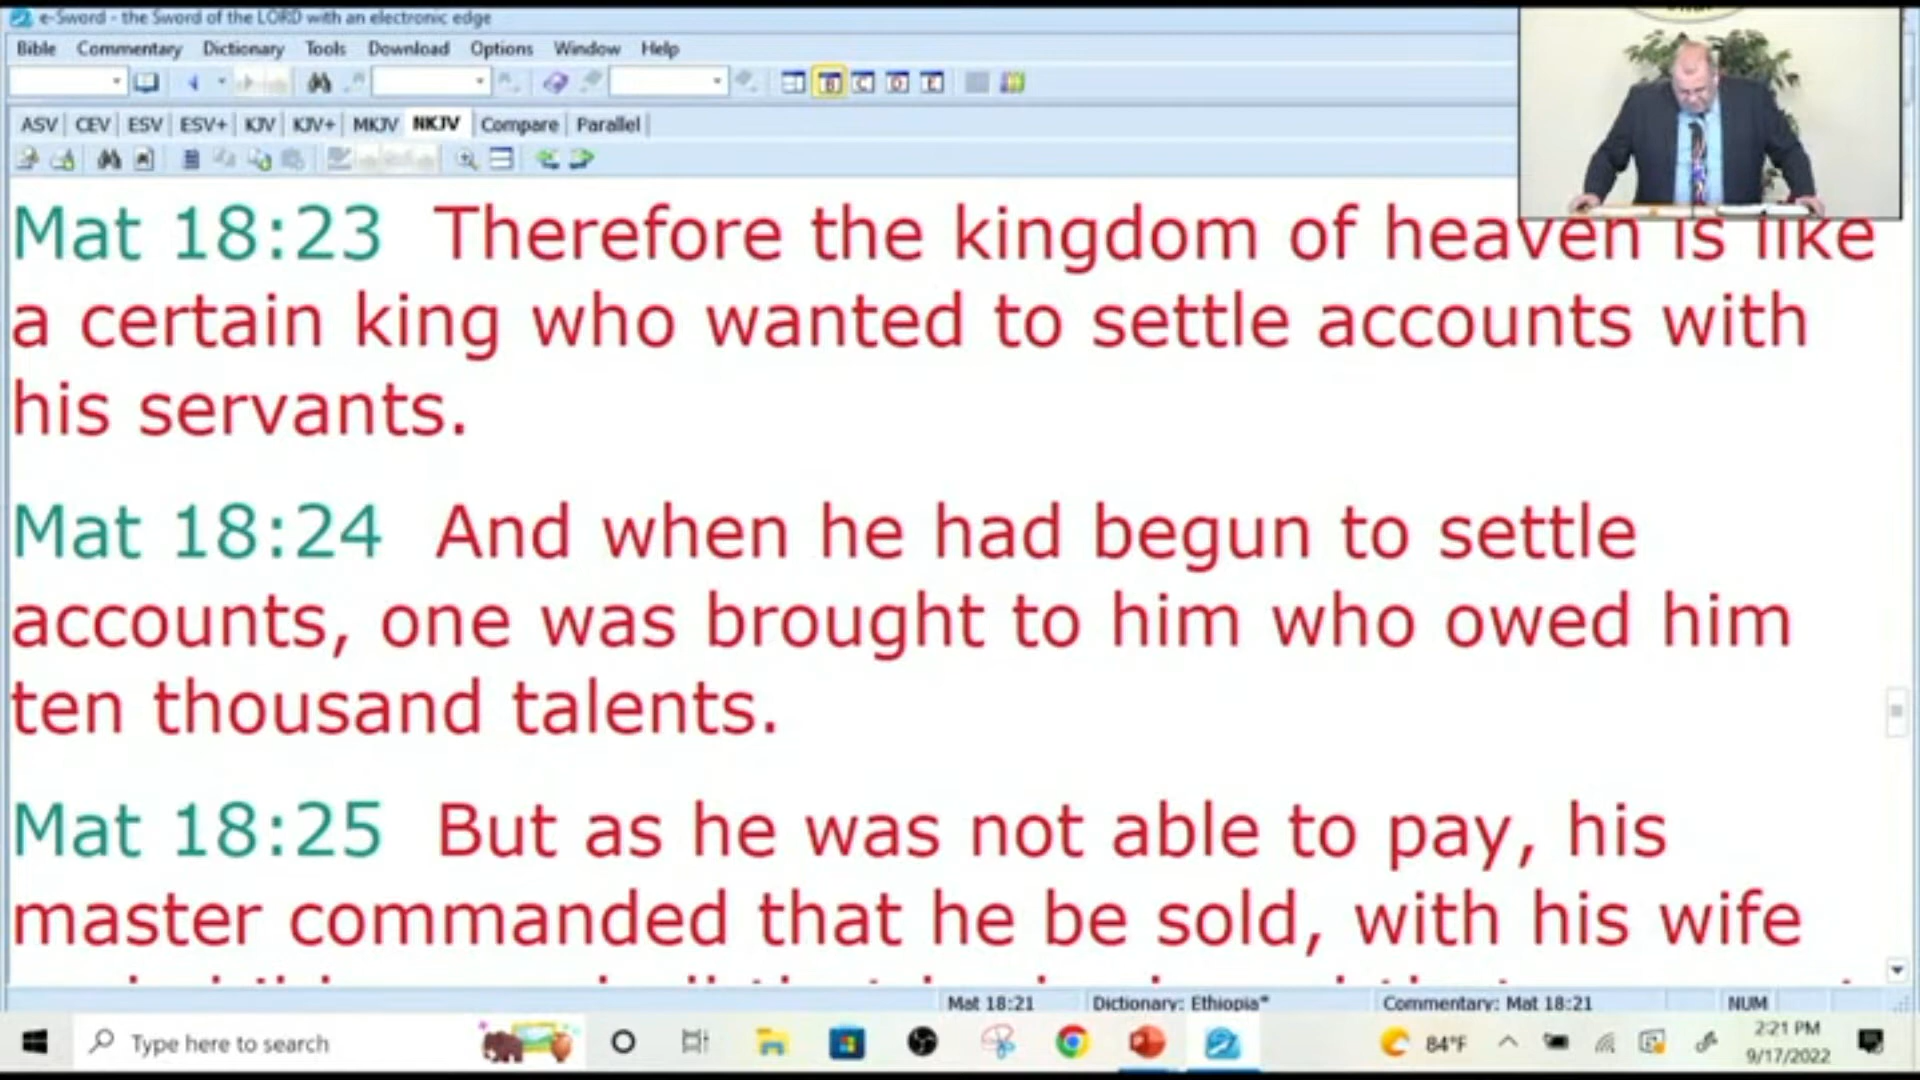 e-Sword - the Sword of the LORD with an electronic edge
Bible Commentary Dictionary Tools Download Options Window Help
ASV CEV ESV ESV+ KJV KJV+ MKJV NKJV Compare Parallel
Mat 18:23 Therefore the kingdom of heaven is like
a certain king who wanted to settle accounts with
his servants.
Mat 18:24 And when he had begun to settle
accounts, one was brought to him who owed him
ten thousand talents.
Mat 18:25 But as he was not able to pay, his
master commanded that he be sold, with his wife
Mat 18:21 Dictionary: Ethiopia* Commentary: Mat 18:21 NUM
Type here to search
84°F
2:21 PM
9/17/2022